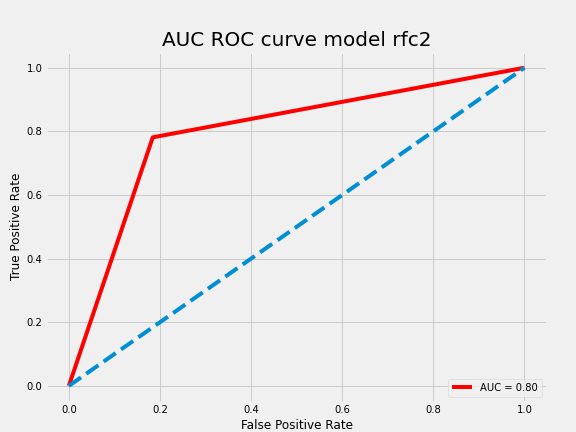 AUC ROC curve model rfc2
True Positive Rate
1.0
0.8
0.6
0.4
0.2
0.0
AUC = 0.80
0.0 0.2 0.4 0.6 0.8 1.0
False Positive Rate